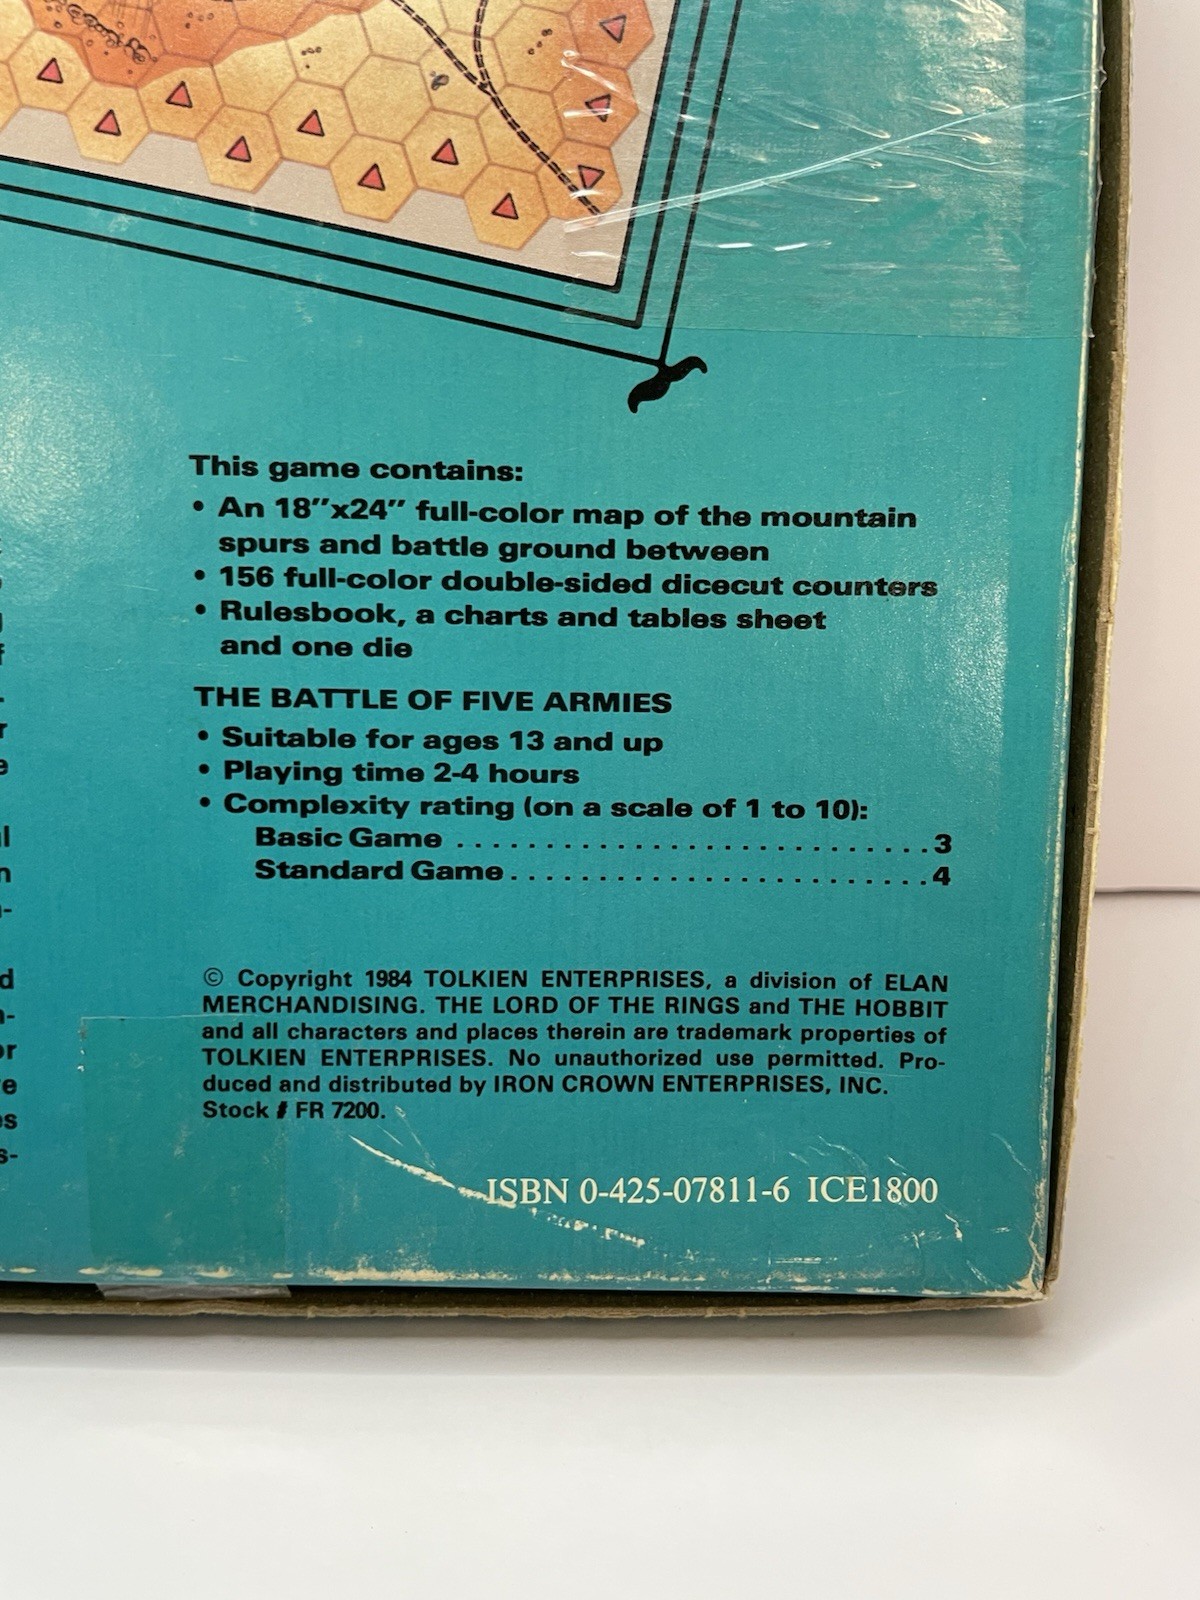 This game contains:
• An 18”x24” full-color map of the mountain
spurs and battle ground between
• 156 full-color double-sided dicecut counters
• Rulesbook, a charts and tables sheet
and one die
THE BATTLE OF FIVE ARMIES
• Suitable for ages 13 and up
• Playing time 2-4 hours
• Complexity rating (on a scale of 1 to 10):
Basic Game ........................... 3
Standard Game ........................ 4
© Copyright 1984 TOLKIEN ENTERPRISES, a division of ELAN
MERCHANDISING. THE LORD OF THE RINGS and THE HOBBIT
and all characters and places therein are trademark properties of
TOLKIEN ENTERPRISES. No unauthorized use permitted. Pro-
duced and distributed by IRON CROWN ENTERPRISES, INC.
Stock # FR 7200.
ISBN 0-425-07811-6 ICE1800